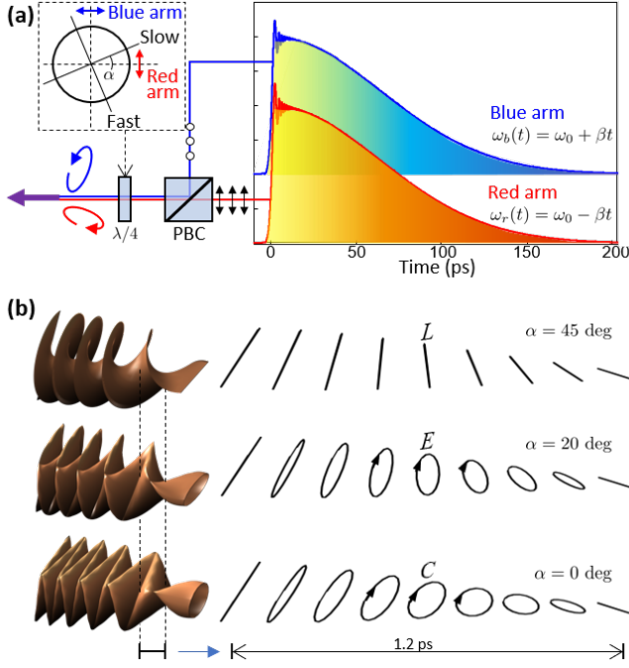 (a)
Blue arm
Slow
α
Red arm
Fast
λ/4
PBC
Blue arm
ω_b(t) = ω_0 + βt
Red arm
ω_r(t) = ω_0 − βt
0 50 100 150 200
Time (ps)
(b)
L
α = 45 deg
E
α = 20 deg
C
α = 0 deg
1.2 ps